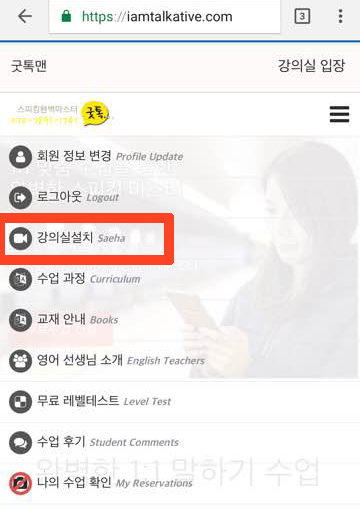 https://iamtalkative.com
3
굿톡맨
강의실 입장
스피킹완벽마스터
굿톡
회원 정보 변경 Profile Update
로그아웃 Logout
강의실설치 Saeha
수업 과정 Curriculum
교재 안내 Books
영어 선생님 소개 English Teachers
무료 레벨테스트 Level Test
수업 후기 Student Comments
완벽한 1:1 말하기 수업
나의 수업 확인 My Reservations